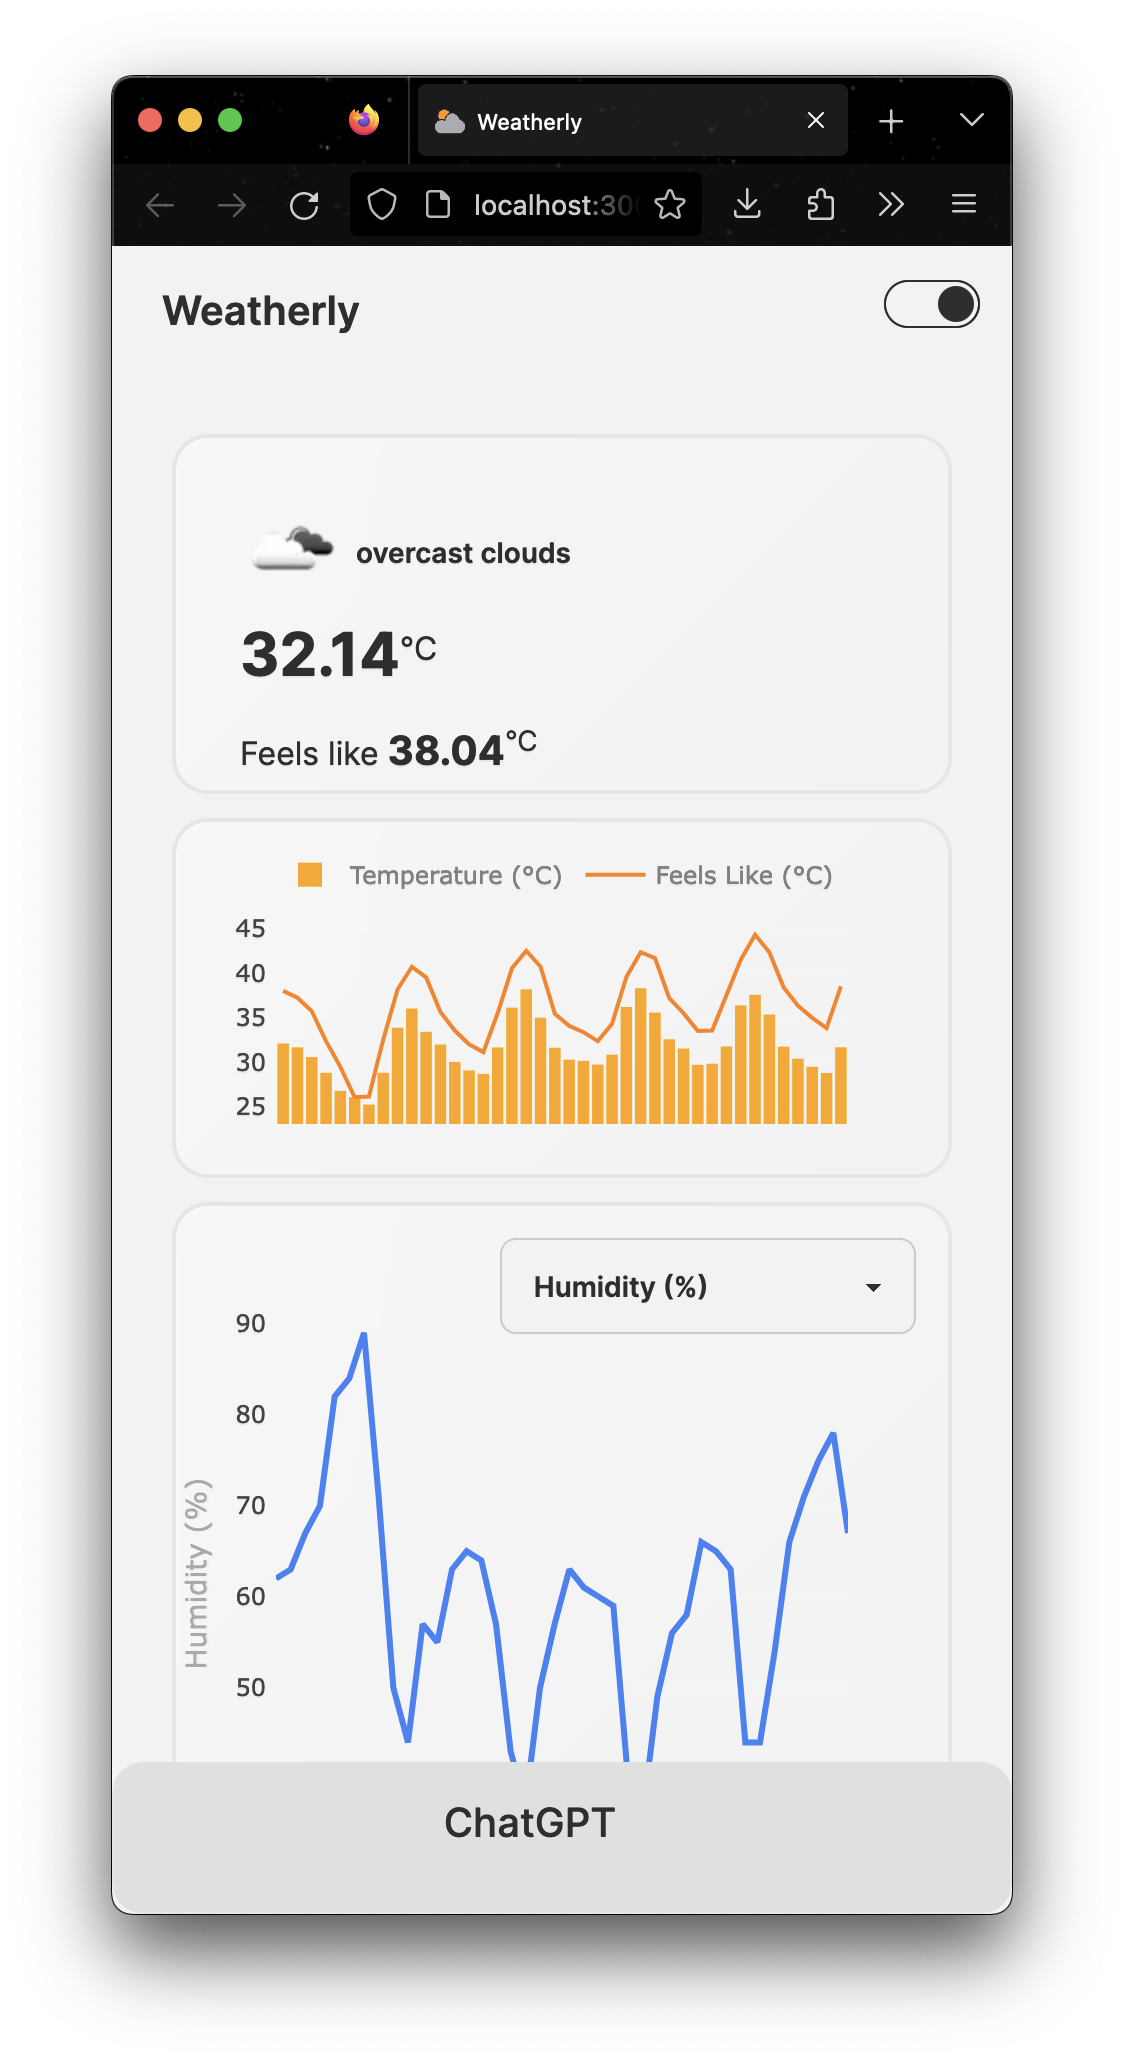 Weatherly
localhost:300
Weatherly
overcast clouds
32.14°C
Feels like 38.04°C
Temperature (°C) Feels Like (°C)
45
40
35
30
25
Humidity (%)
90
80
70
60
50
Humidity (%)
ChatGPT